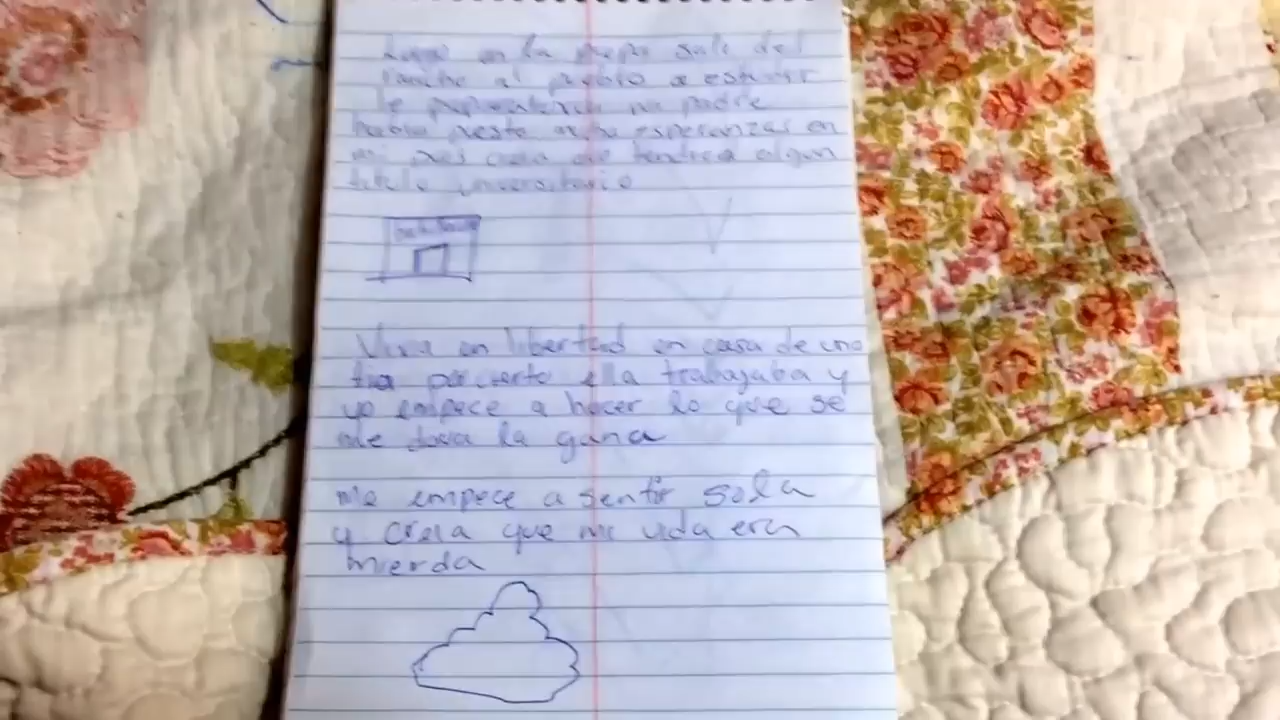 Luego en la prepa sali del
rancho al pueblo a estudiar
la preparatoria mi padre
habia puesto esperanzas en
mi pues creia que tendria algun
titulo universitario
Vivia en libertad en casa de una
tia por cierto ella trabajaba y
yo empece a hacer lo que se
me dava la gana
me empece a sentir sola
y creia que mi vida era
mierda